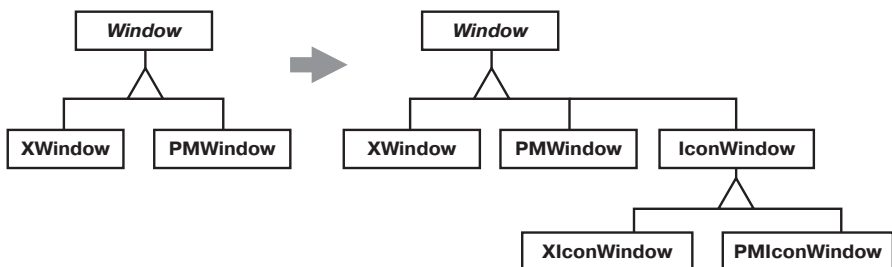 Window
Window
XWindow
PMWindow
XWindow
PMWindow
IconWindow
XIconWindow
PMIconWindow